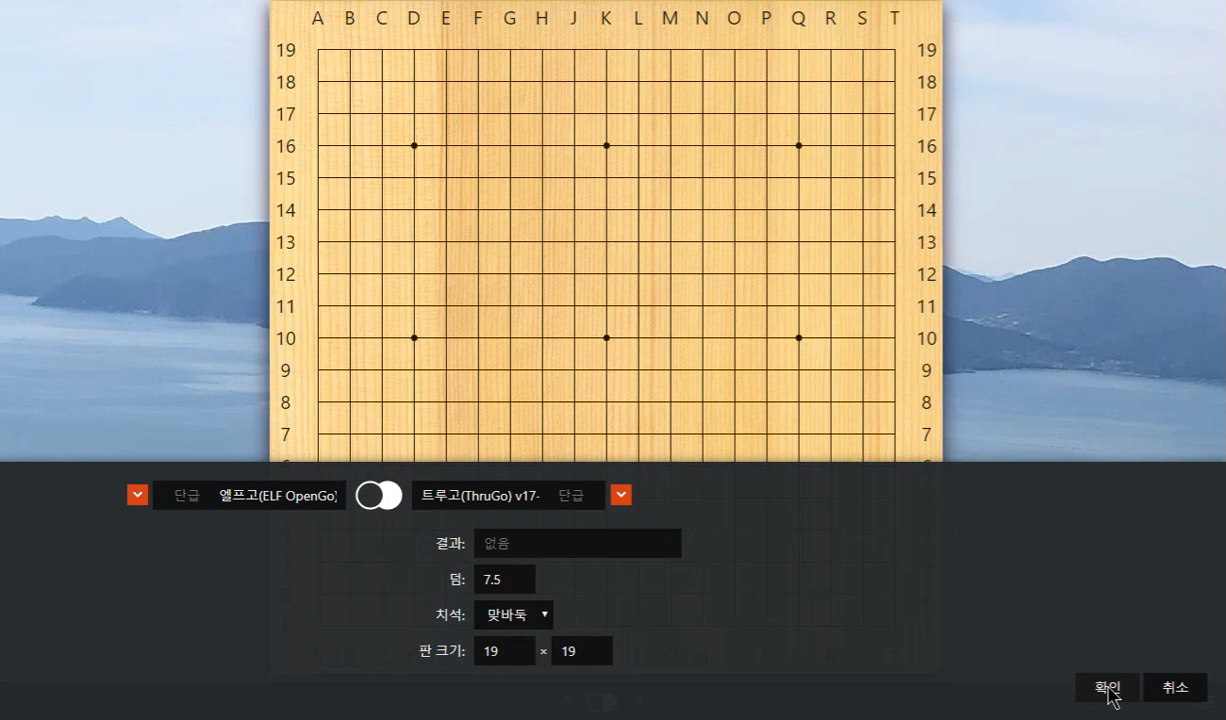 A B C D E F G H J K L M N O P Q R S T
19 19
18 18
17 17
16 16
15 15
14 14
13 13
12 12
11 11
10 10
9 9
8 8
7 7
단급 엘프고(ELF OpenGo) 트루고(ThruGo) v17- 단급
결과: 없음
덤: 7.5
치석: 맞바둑
판 크기: 19 × 19
확인 취소